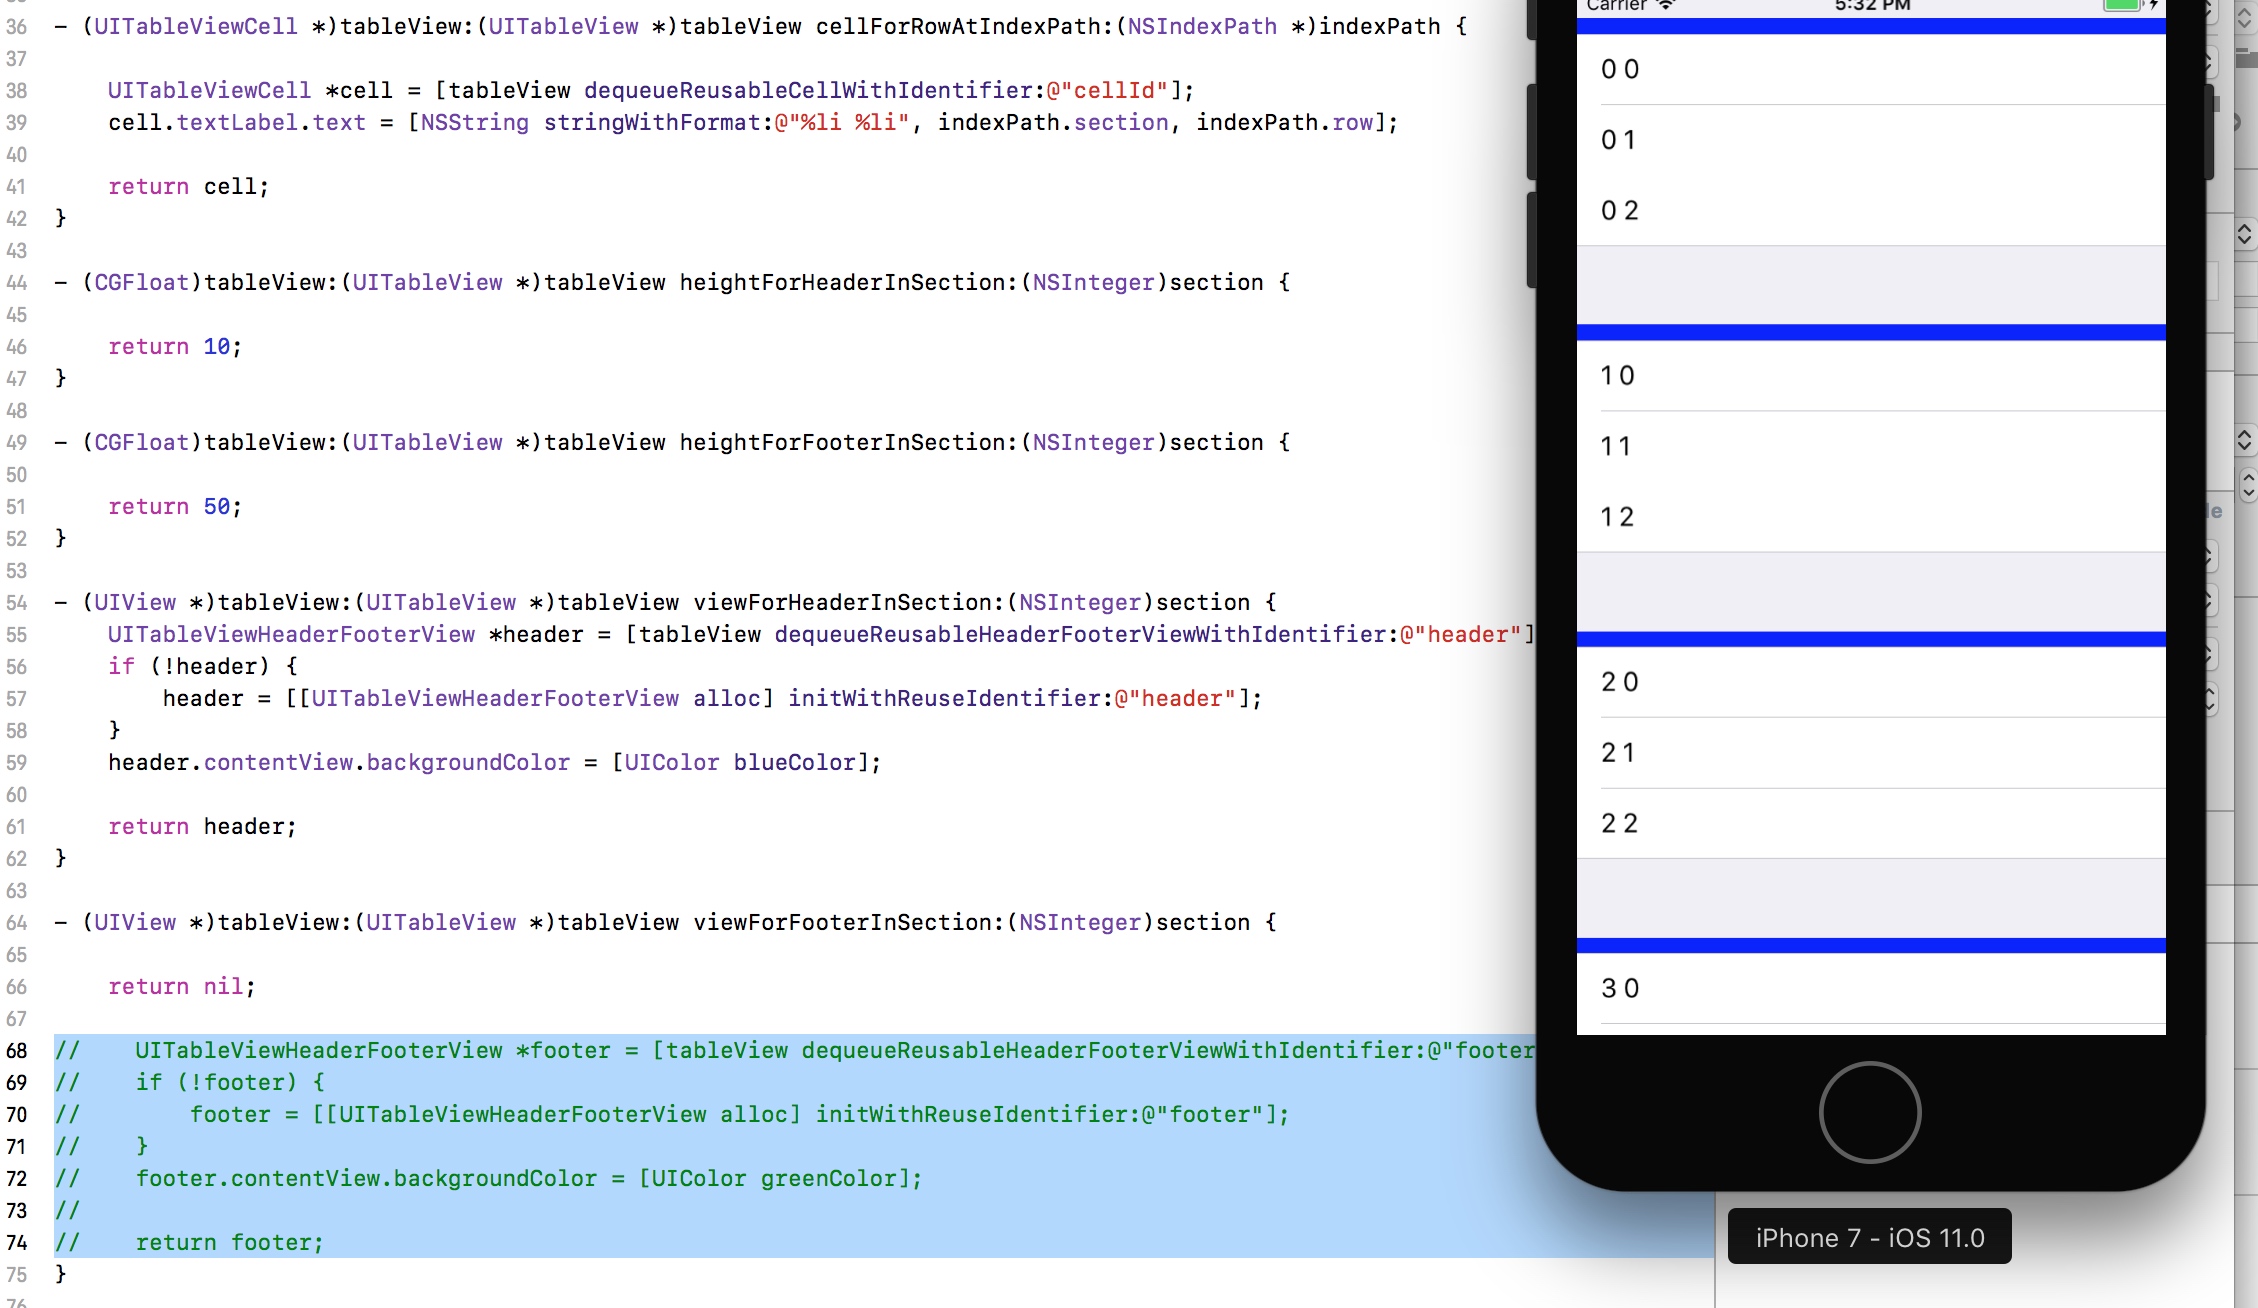 36 - (UITableViewCell *)tableView:(UITableView *)tableView cellForRowAtIndexPath:(NSIndexPath *)indexPath {
37
38 UITableViewCell *cell = [tableView dequeueReusableCellWithIdentifier:@"cellId"];
39 cell.textLabel.text = [NSString stringWithFormat:@"%li %li", indexPath.section, indexPath.row];
40
41 return cell;
42 }
43
44 - (CGFloat)tableView:(UITableView *)tableView heightForHeaderInSection:(NSInteger)section {
45
46 return 10;
47 }
48
49 - (CGFloat)tableView:(UITableView *)tableView heightForFooterInSection:(NSInteger)section {
50
51 return 50;
52 }
53
54 - (UIView *)tableView:(UITableView *)tableView viewForHeaderInSection:(NSInteger)section {
55 UITableViewHeaderFooterView *header = [tableView dequeueReusableHeaderFooterViewWithIdentifier:@"header"]
56 if (!header) {
57 header = [[UITableViewHeaderFooterView alloc] initWithReuseIdentifier:@"header"];
58 }
59 header.contentView.backgroundColor = [UIColor blueColor];
60
61 return header;
62 }
63
64 - (UIView *)tableView:(UITableView *)tableView viewForFooterInSection:(NSInteger)section {
65
66 return nil;
67
68 // UITableViewHeaderFooterView *footer = [tableView dequeueReusableHeaderFooterViewWithIdentifier:@"footer
69 // if (!footer) {
70 // footer = [[UITableViewHeaderFooterView alloc] initWithReuseIdentifier:@"footer"];
71 // }
72 // footer.contentView.backgroundColor = [UIColor greenColor];
73 //
74 // return footer;
75 }
76
Carrier 5:32 PM
0 0
0 1
0 2
1 0
1 1
1 2
2 0
2 1
2 2
3 0
iPhone 7 - iOS 11.0